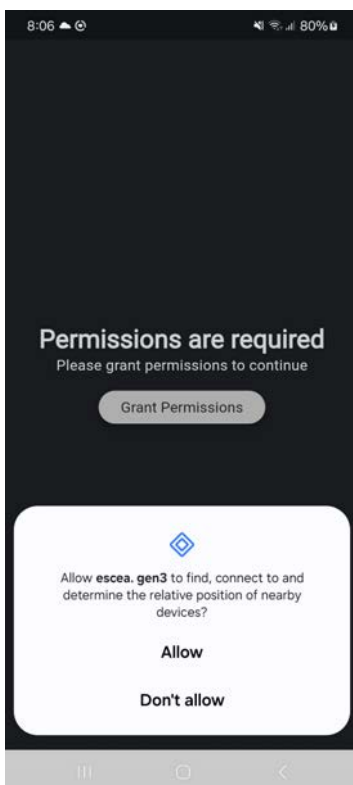 8:06
80%
Permissions are required
Please grant permissions to continue
Grant Permissions
Allow escea. gen3 to find, connect to and
determine the relative position of nearby
devices?
Allow
Don't allow